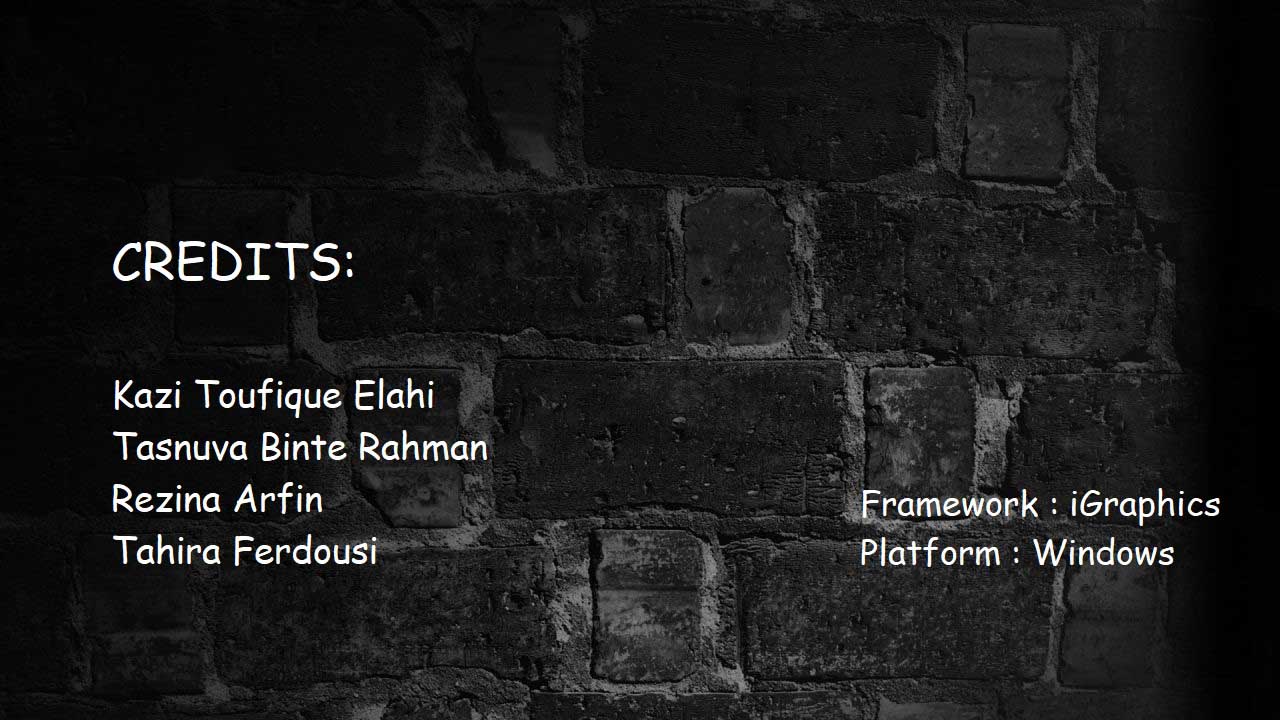 CREDITS:
Kazi Toufique Elahi
Tasnuva Binte Rahman
Rezina Arfin
Tahira Ferdousi
Framework : iGraphics
Platform : Windows